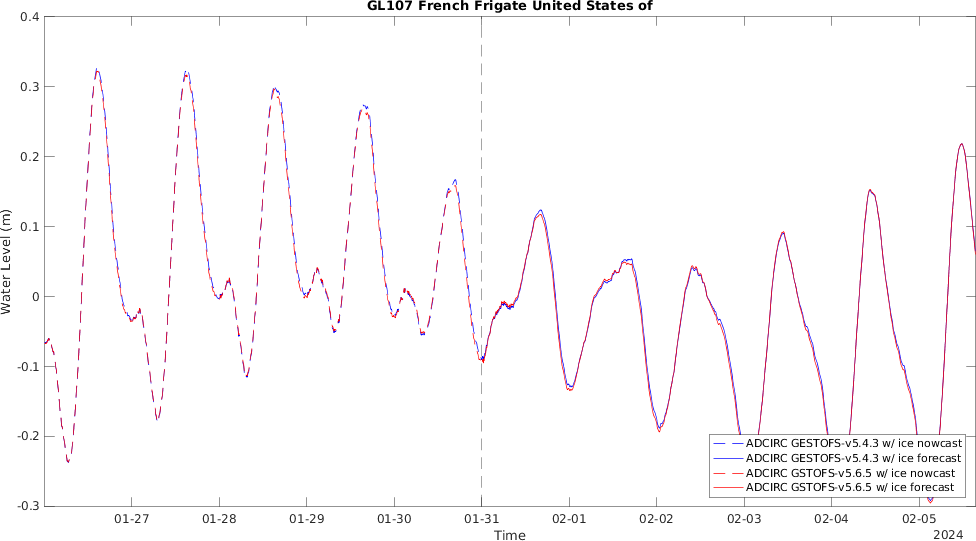 GL107 French Frigate United States of
0.4
0.3
0.2
0.1
0
-0.1
-0.2
-0.3
Water Level (m)
01-27 01-28 01-29 01-30 01-31 02-01 02-02 02-03 02-04 02-05
Time
2024
ADCIRC GESTOFS-v5.4.3 w/ ice nowcast
ADCIRC GESTOFS-v5.4.3 w/ ice forecast
ADCIRC GSTOFS-v5.6.5 w/ ice nowcast
ADCIRC GSTOFS-v5.6.5 w/ ice forecast